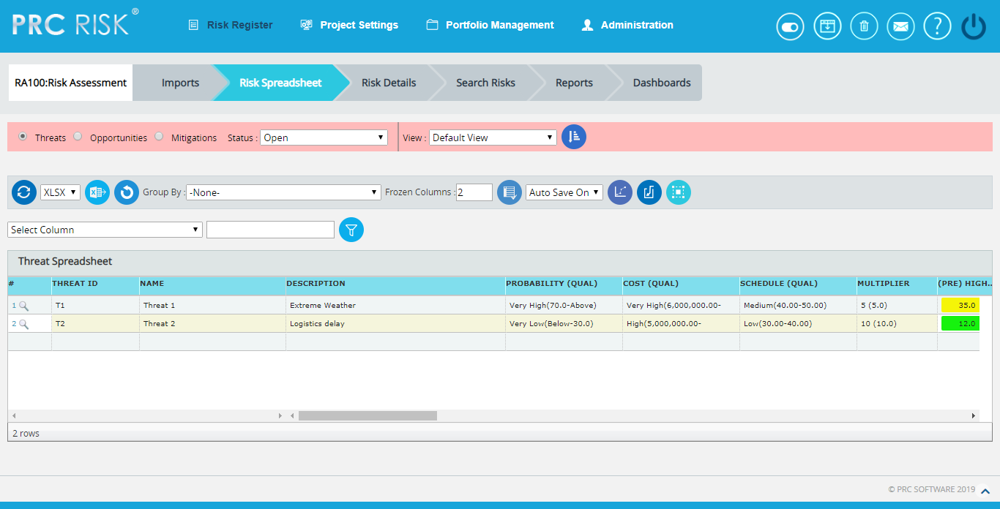 PRC RISK®
Risk Register Project Settings Portfolio Management Administration
?
RA100:Risk Assessment Imports Risk Spreadsheet Risk Details Search Risks Reports Dashboards
Threats Opportunities Mitigations Status : Open View : Default View
XLSX Group By : -None- Frozen Columns : 2 Auto Save On
Select Column
Threat Spreadsheet
# THREAT ID NAME DESCRIPTION PROBABILITY (QUAL) COST (QUAL) SCHEDULE (QUAL) MULTIPLIER (PRE) HIGH..
1 T1 Threat 1 Extreme Weather Very High(70.0-Above) Very High(6,000,000.00- Medium(40.00-50.00) 5 (5.0) 35.0
2 T2 Threat 2 Logistics delay Very Low(Below-30.0) High(5,000,000.00- Low(30.00-40.00) 10 (10.0) 12.0
2 rows
© PRC SOFTWARE 2019